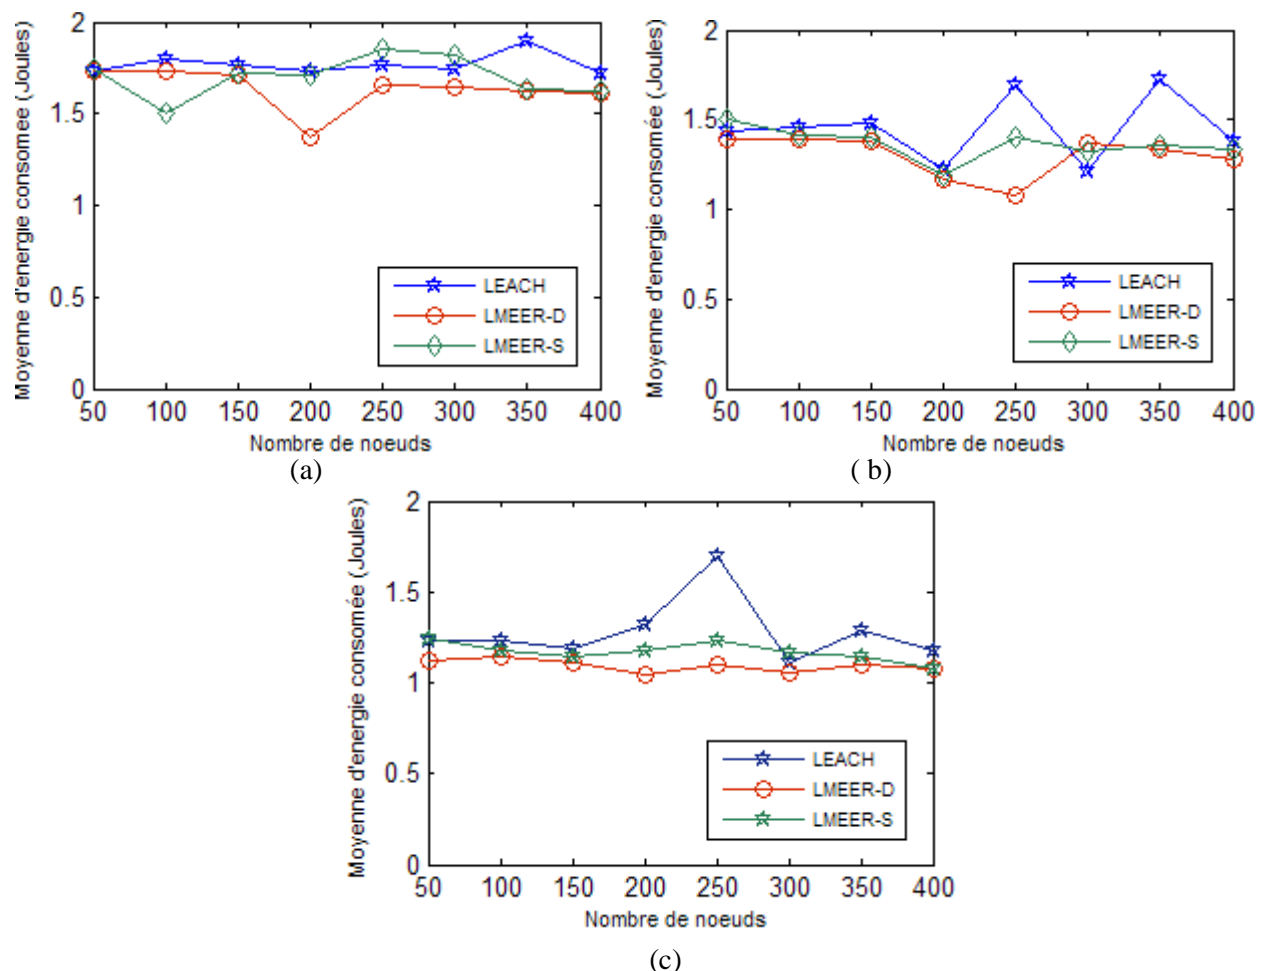 Moyenne d'energie consomée (Joules)
2
1.5
1
0.5
0
50 100 150 200 250 300 350 400
Nombre de noeuds
LEACH
LMEER-D
LMEER-S
(a)
Moyenne d'energie consomée (Joules)
2
1.5
1
0.5
0
50 100 150 200 250 300 350 400
Nombre de noeuds
LEACH
LMEER-D
LMEER-S
( b)
Moyenne d'energie consomée (Joules)
2
1.5
1
0.5
0
50 100 150 200 250 300 350 400
Nombre de noeuds
LEACH
LMEER-D
LMEER-S
(c)